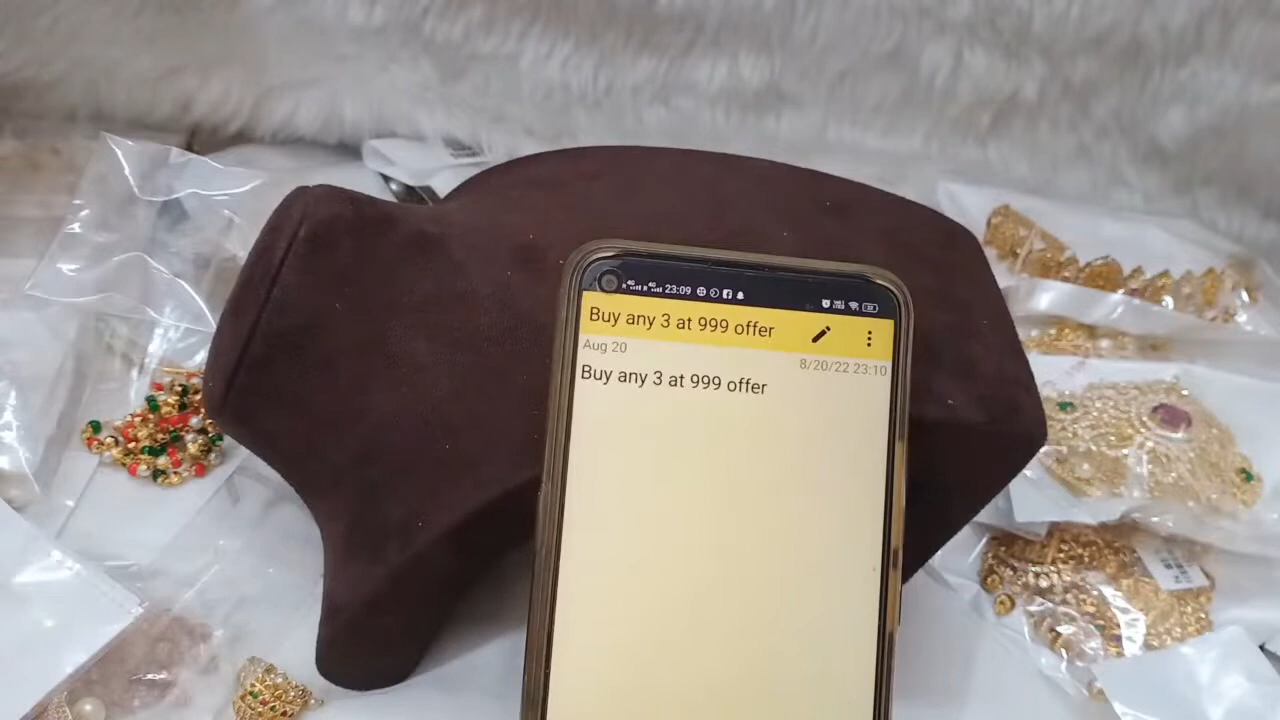 23:09
Buy any 3 at 999 offer
Aug 20
8/20/22 23:10
Buy any 3 at 999 offer